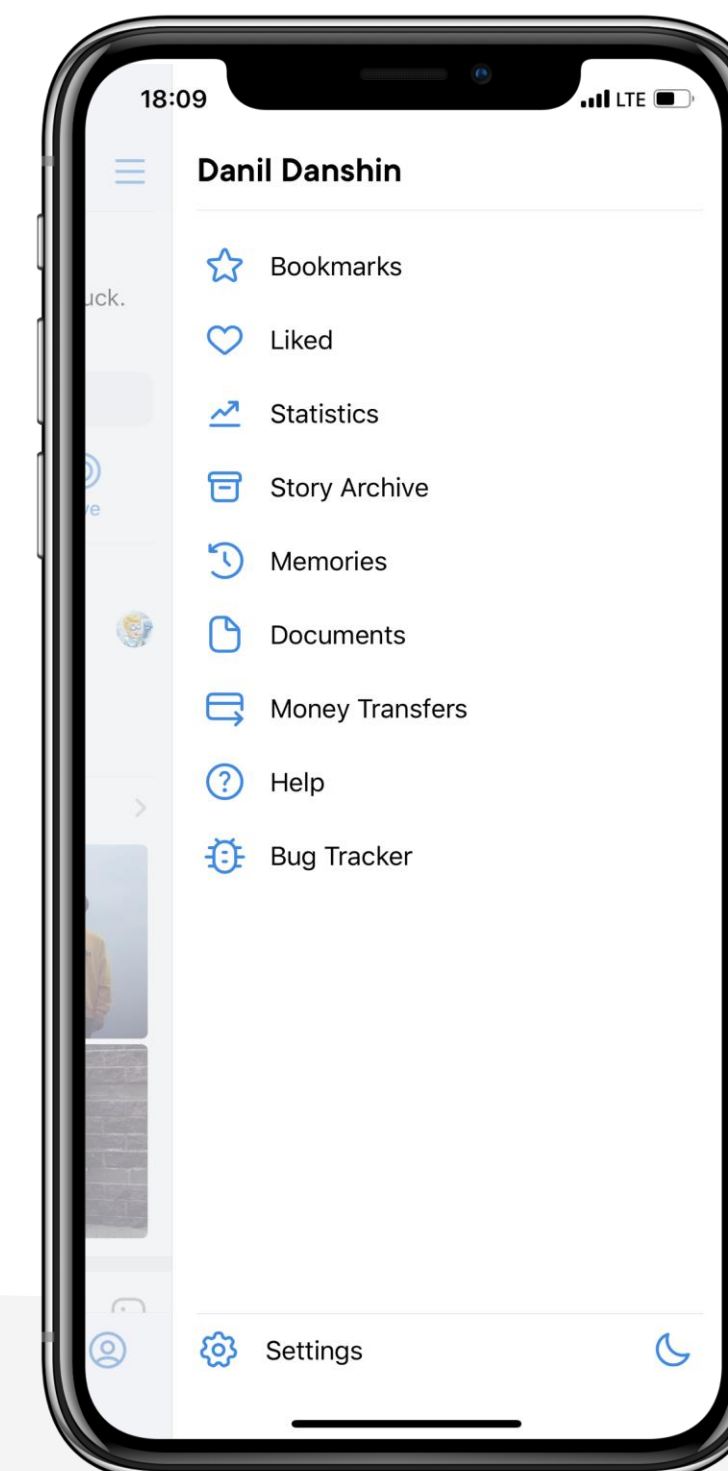 18:09
LTE
Danil Danshin
uck.
Bookmarks
Liked
Statistics
Story Archive
ve
Memories
Documents
Money Transfers
Help
Bug Tracker
Settings